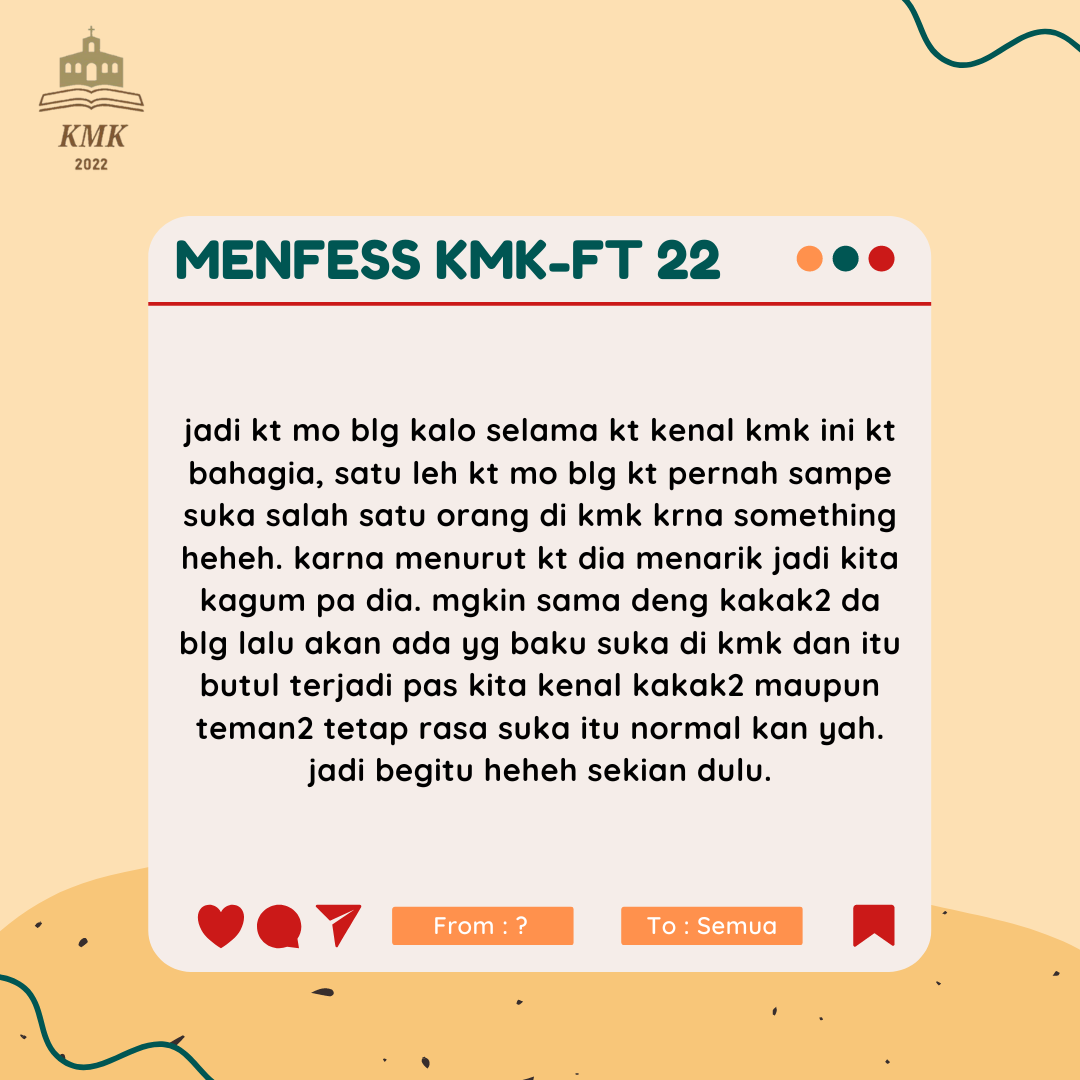 KMK
2022
MENFESS KMK-FT 22
jadi kt mo blg kalo selama kt kenal kmk ini kt
bahagia, satu leh kt mo blg kt pernah sampe
suka salah satu orang di kmk krna something
heheh. karna menurut kt dia menarik jadi kita
kagum pa dia. mgkin sama deng kakak2 da
blg lalu akan ada yg baku suka di kmk dan itu
butul terjadi pas kita kenal kakak2 maupun
teman2 tetap rasa suka itu normal kan yah.
jadi begitu heheh sekian dulu.
From : ?
To : Semua